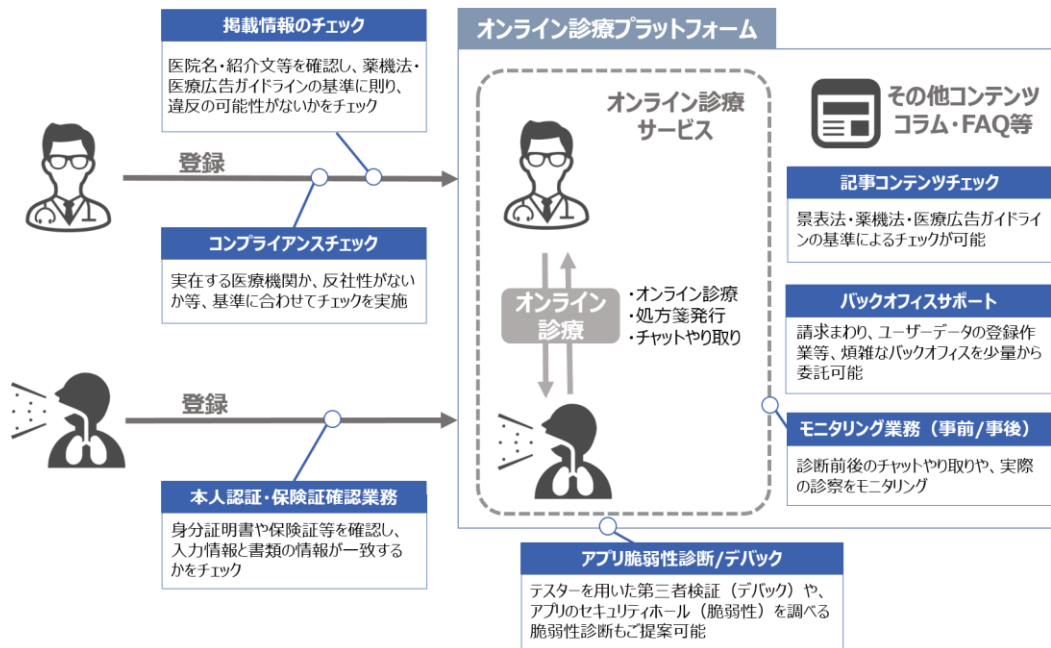 掲載情報のチェック
医院名・紹介文等を確認し、薬機法・
医療広告ガイドラインの基準に則り、
違反の可能性がないかをチェック
登録
コンプライアンスチェック
実在する医療機関か、反社性がない
か等、基準に合わせてチェックを実施
登録
本人認証・保険証確認業務
身分証明書や保険証等を確認し、
入力情報と書類の情報が一致する
かをチェック
オンライン診療プラットフォーム
オンライン診療
サービス
オンライン
診療
・オンライン診療
・処方箋発行
・チャットやり取り
その他コンテンツ
コラム・FAQ等
記事コンテンツチェック
景表法・薬機法・医療広告ガイドライ
ンの基準によるチェックが可能
バックオフィスサポート
請求まわり、ユーザーデータの登録作
業等、煩雑なバックオフィスを少量から
委託可能
モニタリング業務（事前/事後）
診断前後のチャットやり取りや、実際
の診察をモニタリング
アプリ脆弱性診断/デバック
テスターを用いた第三者検証（デバック）や、
アプリのセキュリティホール（脆弱性）を調べる
脆弱性診断もご提案可能